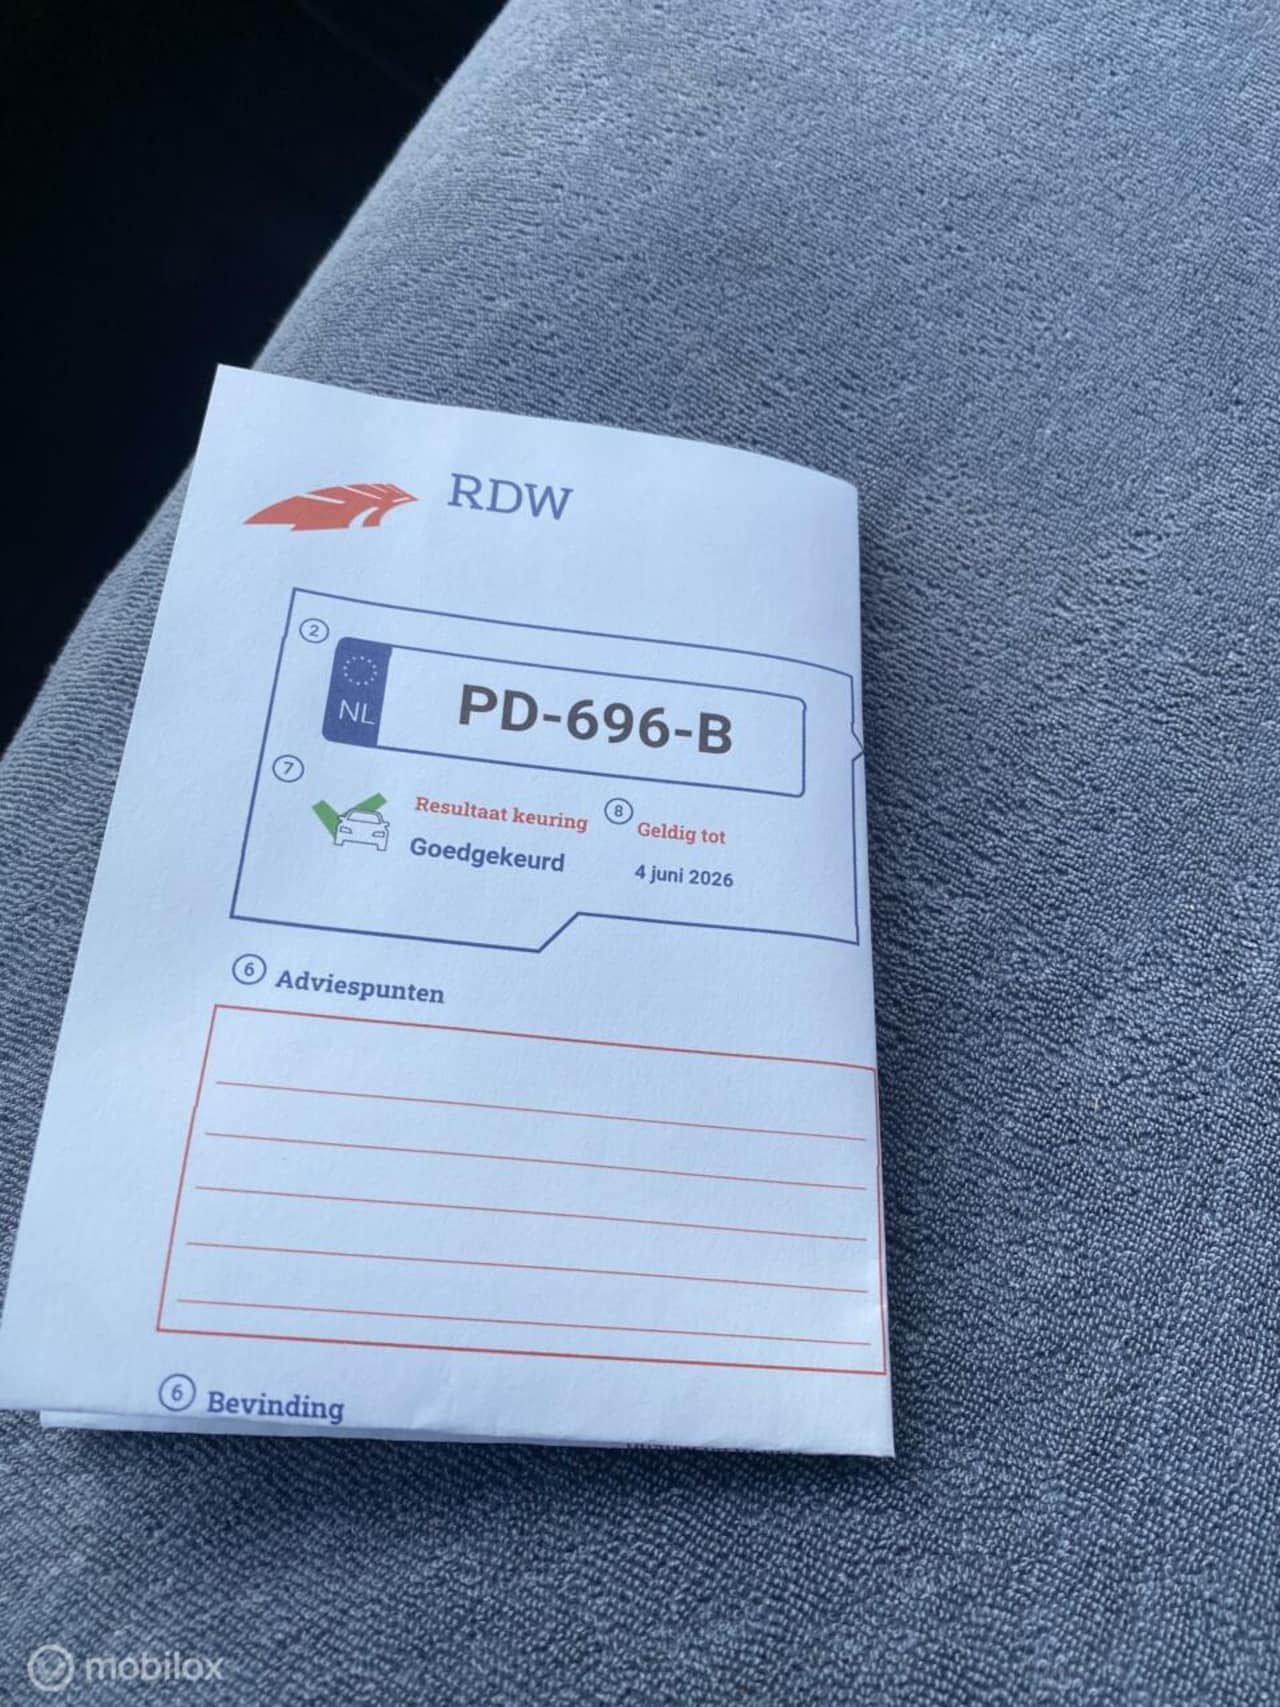 RDW
2
NL
PD-696-B
7
Resultaat keuring
8
Geldig tot
Goedgekeurd
4 juni 2026
6 Adviespunten
6 Bevinding
mobilox